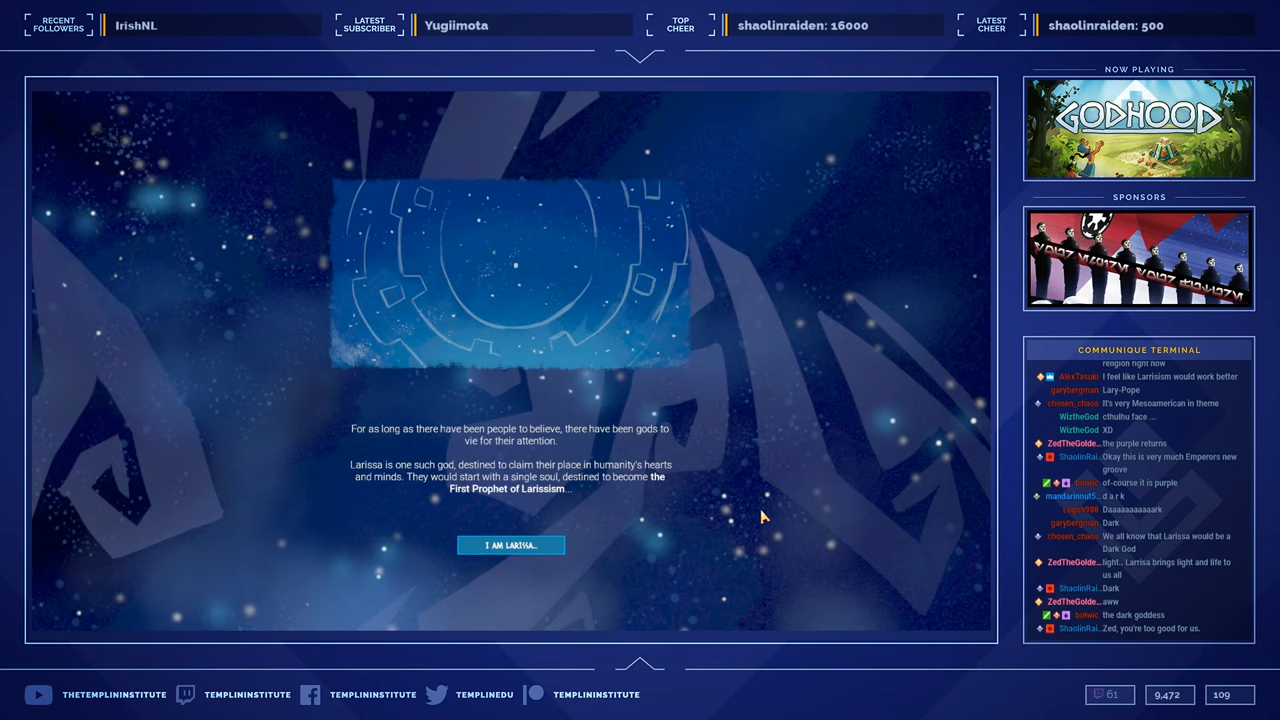 RECENT
FOLLOWERS
IrishNL
LATEST
SUBSCRIBER
Yugiimota
TOP
CHEER
shaolinraiden: 16000
LATEST
CHEER
shaolinraiden: 500
For as long as there have been people to believe, there have been gods to
vie for their attention.
Larissa is one such god, destined to claim their place in humanity's hearts
and minds. They would start with a single soul, destined to become the
First Prophet of Larissism...
I AM LARISSA...
NOW PLAYING
GODHOOD
SPONSORS
COMMUNIQUE TERMINAL
religion right now
AlexTasuki I feel like Larrisism would work better
garybergman Lary-Pope
chosen_chaos It's very Mesoamerican in theme
WiztheGod cthulhu face ...
WiztheGod XD
ZedTheGolde... the purple returns
ShaolinRai... Okay this is very much Emperors new
groove
bolwic of-course it is purple
mandarinnut5... d a r k
Logos988 Daaaaaaaaaark
garybergman Dark
chosen_chaos We all know that Larissa would be a
Dark God
ZedTheGolde... light.. Larrisa brings light and life to
us all
ShaolinRai... Dark
ZedTheGolde... aww
bolwic the dark goddess
ShaolinRai... Zed, you're too good for us.
THETEMPLININSTITUTE
TEMPLININSTITUTE
TEMPLININSTITUTE
TEMPLINEDU
TEMPLININSTITUTE
61
9,472
109